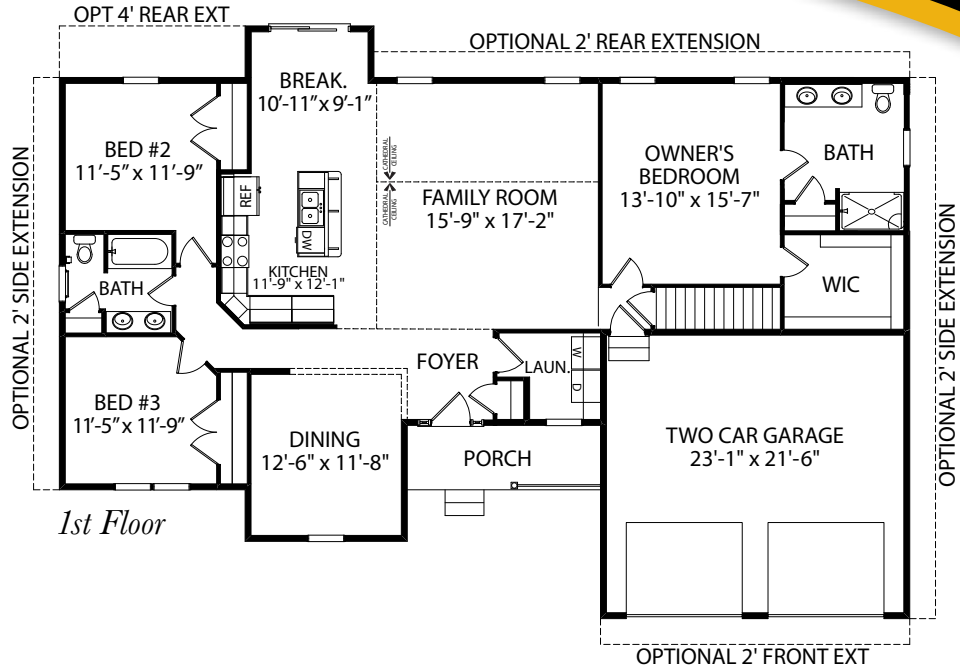 OPT 4' REAR EXT
OPTIONAL 2' REAR EXTENSION
BREAK.
10'-11" x 9'-1"
BED #2
11'-5" x 11'-9"
REF
DW
CATHEDRAL
CEILING
CATHEDRAL
CEILING
FAMILY ROOM
15'-9" x 17'-2"
OWNER'S
BEDROOM
13'-10" x 15'-7"
BATH
OPTIONAL 2' SIDE EXTENSION
OPTIONAL 2' SIDE EXTENSION
KITCHEN
11'-9" x 12'-1"
BATH
WIC
FOYER
LAUN.
W
D
BED #3
11'-5" x 11'-9"
DINING
12'-6" x 11'-8"
PORCH
TWO CAR GARAGE
23'-1" x 21'-6"
1st Floor
OPTIONAL 2' FRONT EXT